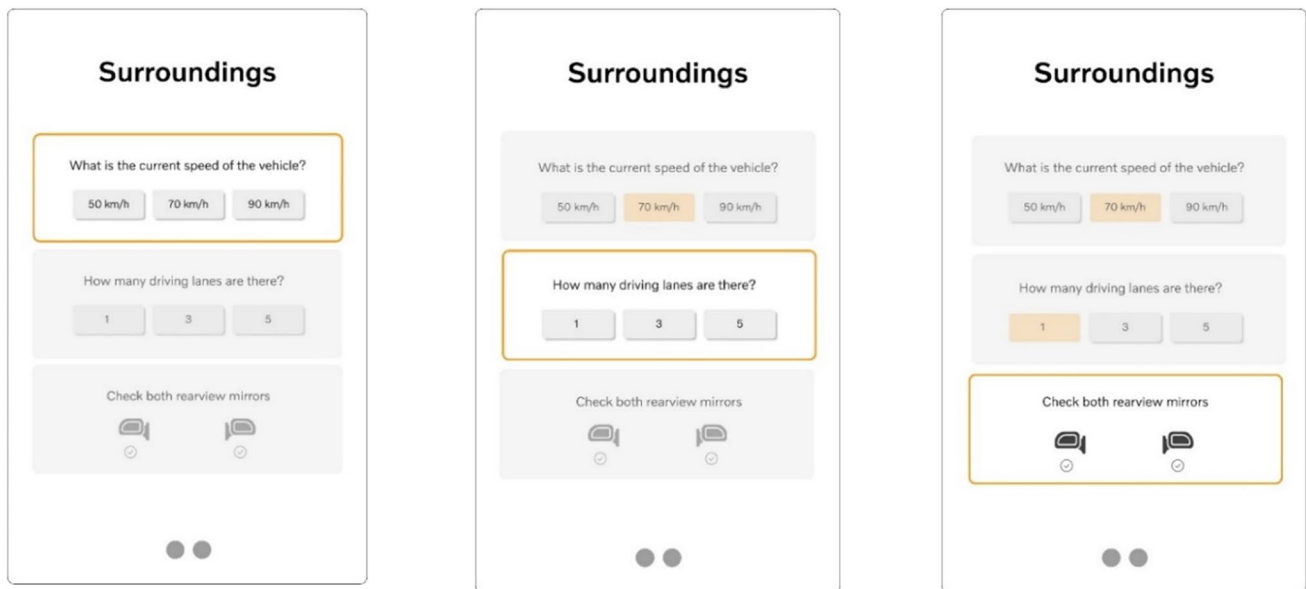 Surroundings
What is the current speed of the vehicle?
50 km/h 70 km/h 90 km/h
How many driving lanes are there?
1 3 5
Check both rearview mirrors
Surroundings
What is the current speed of the vehicle?
50 km/h 70 km/h 90 km/h
How many driving lanes are there?
1 3 5
Check both rearview mirrors
Surroundings
What is the current speed of the vehicle?
50 km/h 70 km/h 90 km/h
How many driving lanes are there?
1 3 5
Check both rearview mirrors